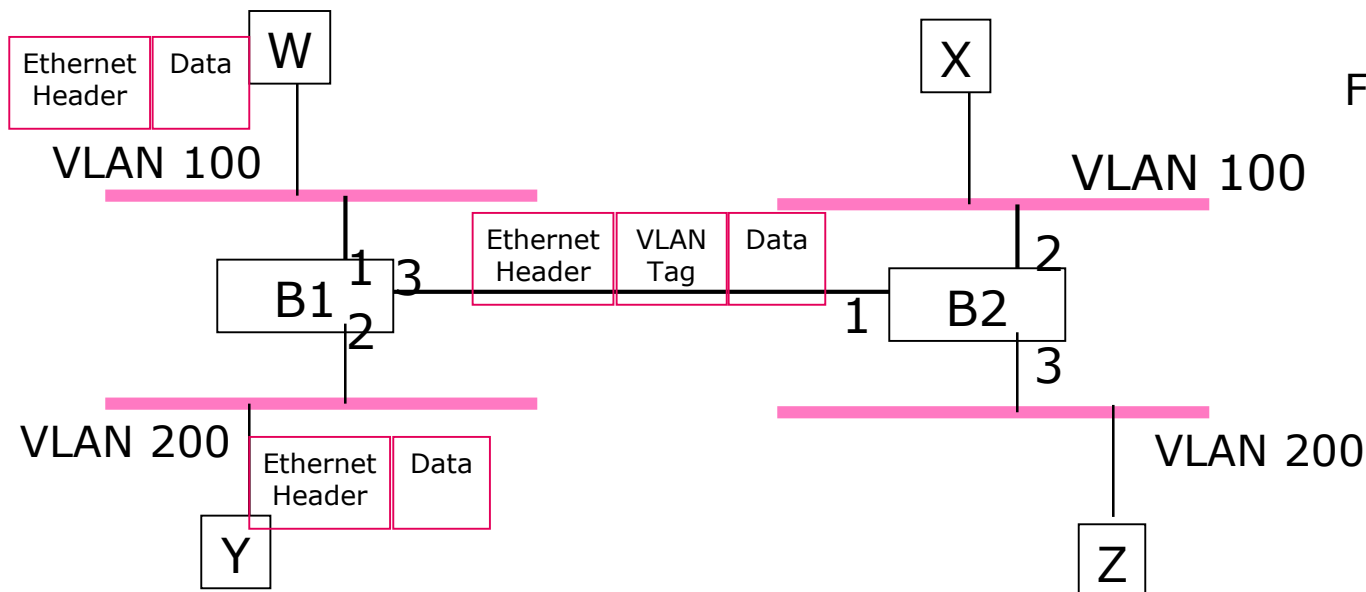 W
X
Ethernet
Header
Data
F
VLAN 100
VLAN 100
Ethernet
Header
VLAN
Tag
Data
1
3
2
B1
1
B2
2
3
VLAN 200
Ethernet
Header
Data
VLAN 200
Y
Z